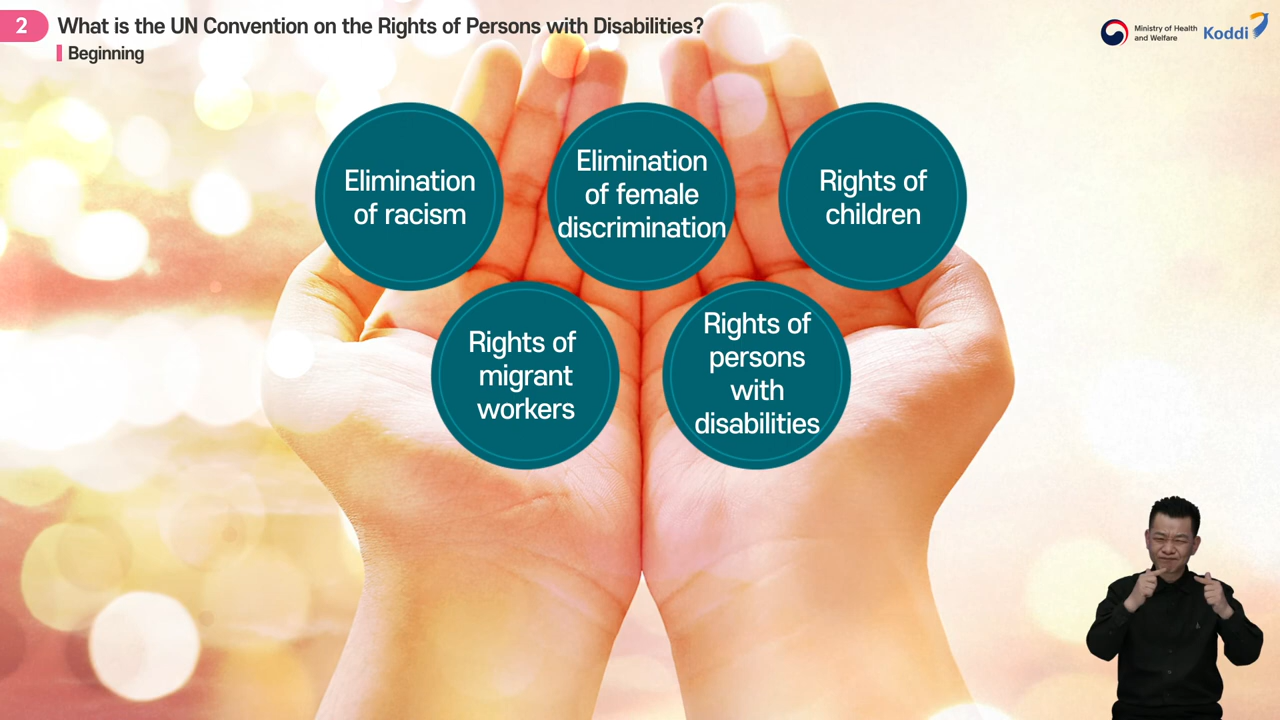 2
What is the UN Convention on the Rights of Persons with Disabilities?
Beginning
Ministry of Health
and Welfare
Koddi
Elimination
of racism
Elimination
of female
discrimination
Rights of
children
Rights of
migrant
workers
Rights of
persons
with
disabilities